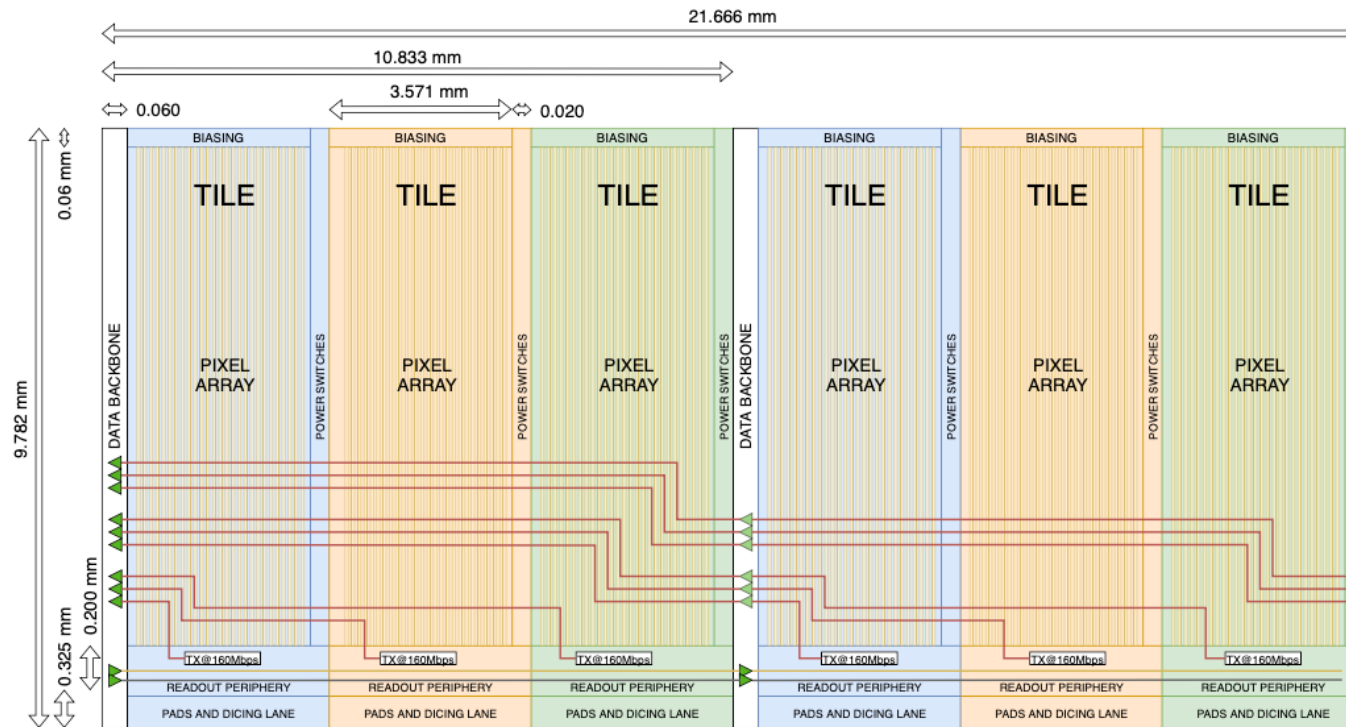 21.666 mm
10.833 mm
3.571 mm
0.060
0.020
BIASING
BIASING
BIASING
BIASING
BIASING
BIASING
0.06 mm
TILE
TILE
TILE
TILE
TILE
TILE
9.782 mm
DATA BACKBONE
PIXEL
ARRAY
POWER SWITCHES
PIXEL
ARRAY
POWER SWITCHES
PIXEL
ARRAY
POWER SWITCHES
DATA BACKBONE
PIXEL
ARRAY
POWER SWITCHES
PIXEL
ARRAY
POWER SWITCHES
PIXEL
ARRAY
0.200 mm
0.325 mm
TX@160Mbps
TX@160Mbps
TX@160Mbps
TX@160Mbps
TX@160Mbps
TX@160Mbps
READOUT PERIPHERY
READOUT PERIPHERY
READOUT PERIPHERY
READOUT PERIPHERY
READOUT PERIPHERY
READOUT PERIPHERY
PADS AND DICING LANE
PADS AND DICING LANE
PADS AND DICING LANE
PADS AND DICING LANE
PADS AND DICING LANE
PADS AND DICING LANE